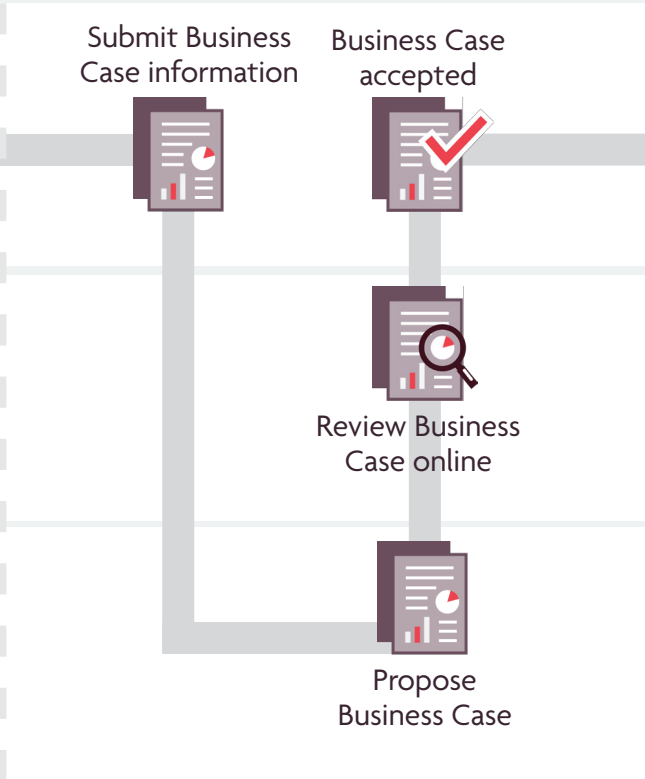 Submit Business
Case information
Business Case
accepted
Review Business
Case online
Propose
Business Case